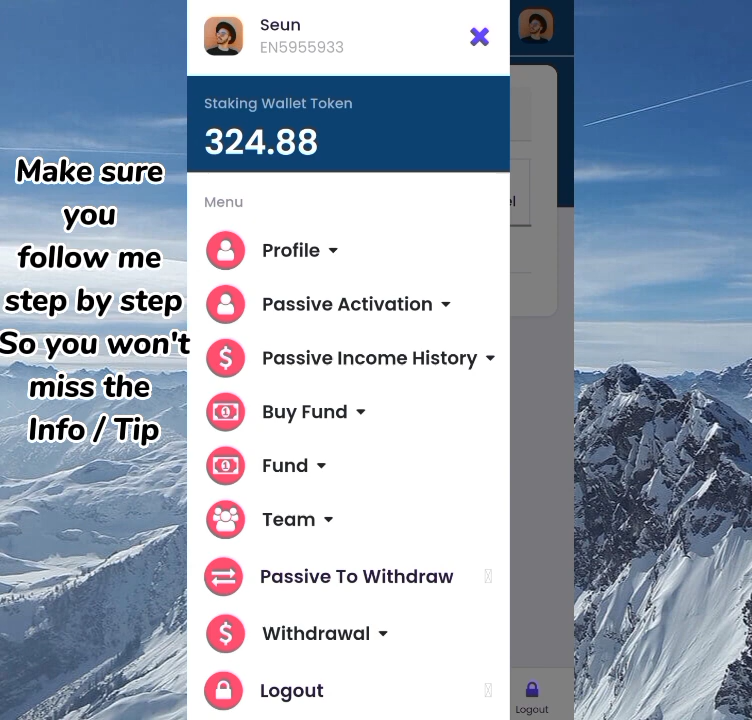 Seun
EN5955933
Staking Wallet Token
324.88
Menu
Profile
Passive Activation
Passive Income History
Buy Fund
Fund
Team
Passive To Withdraw
Withdrawal
Logout
Make sure
you
follow me
step by step
So you won't
miss the
Info / Tip
Logout